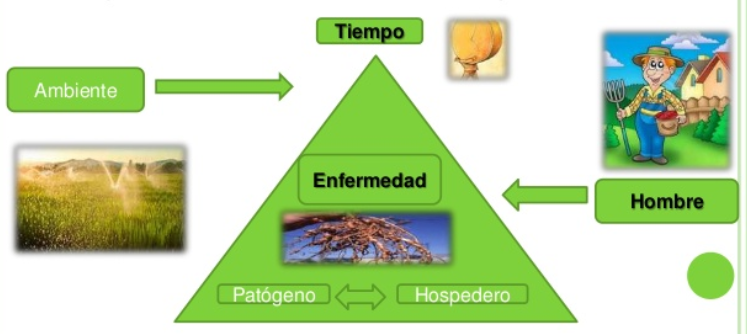 Tiempo
Ambiente
Enfermedad
Hombre
Patógeno
Hospedero